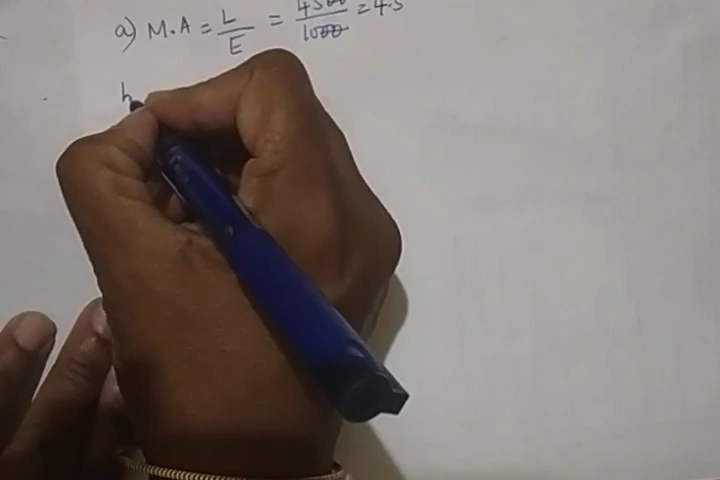 a) M.A = L/E = 4500/1000 = 4.5
b